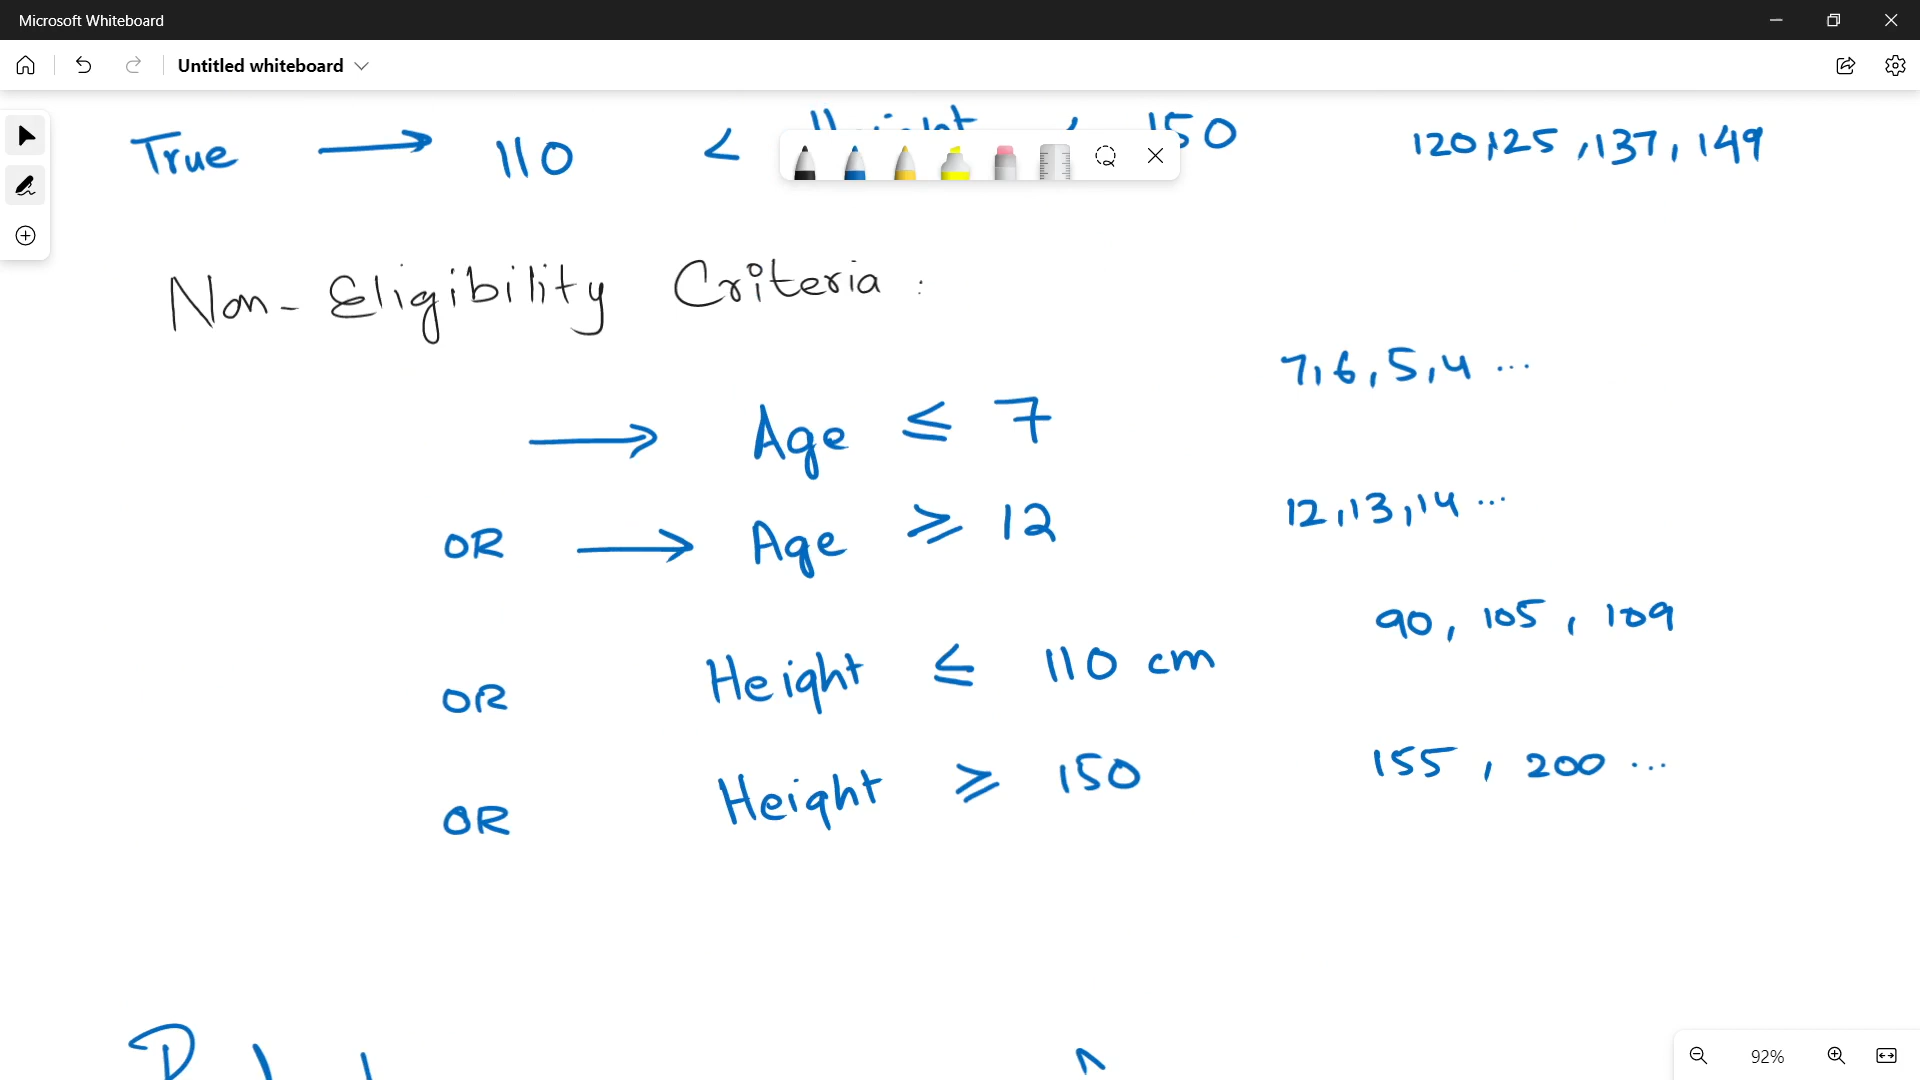 Microsoft Whiteboard
Untitled whiteboard
True → 110 < Height < 150 120,125,137,149
Non-Eligibility Criteria :
7,6,5,4 ...
→ Age ≤ 7
12,13,14 ...
OR → Age ≥ 12
90, 105, 109
OR Height ≤ 110 cm
155, 200 ...
OR Height ≥ 150
92%